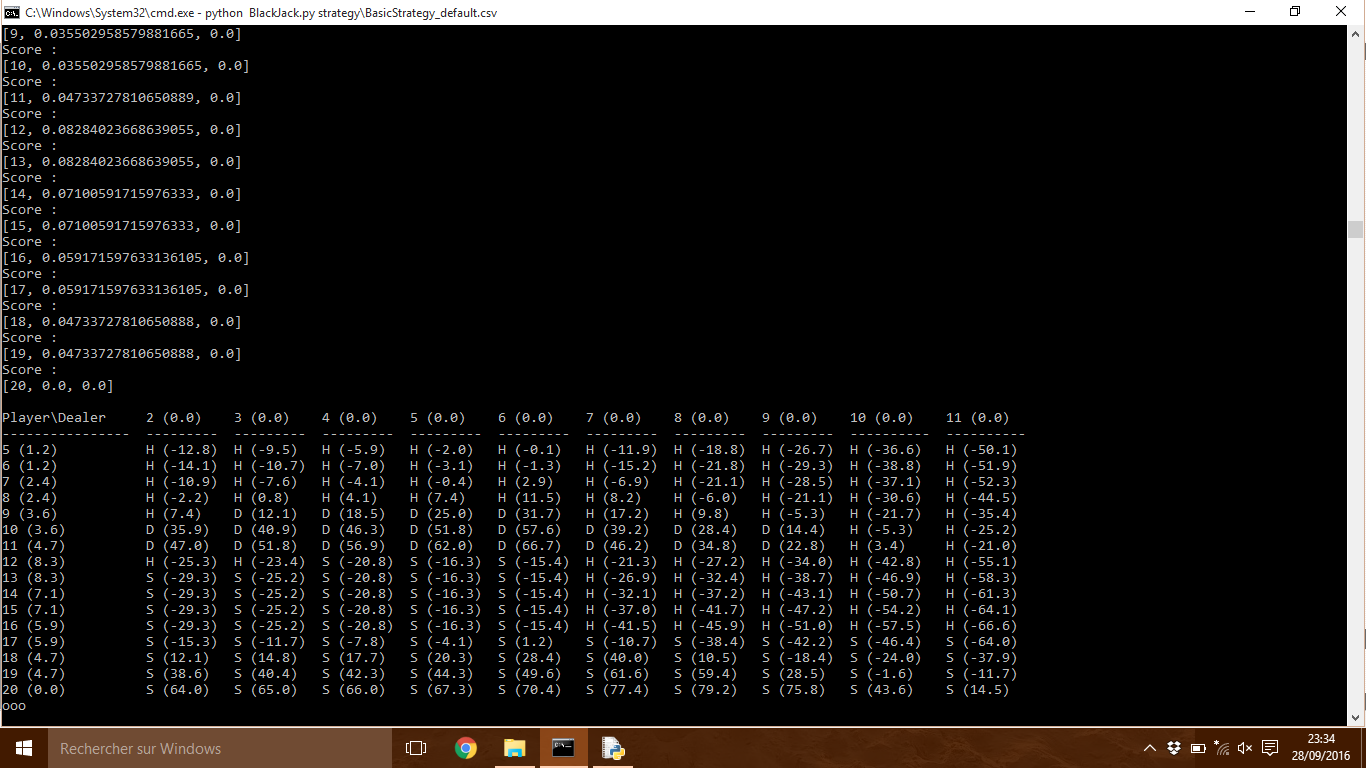 C:\Windows\System32\cmd.exe - python  BlackJack.py strategy\BasicStrategy_default.csv
[9, 0.035502958579881665, 0.0]
Score :
[10, 0.035502958579881665, 0.0]
Score :
[11, 0.04733727810650889, 0.0]
Score :
[12, 0.08284023668639055, 0.0]
Score :
[13, 0.08284023668639055, 0.0]
Score :
[14, 0.07100591715976333, 0.0]
Score :
[15, 0.07100591715976333, 0.0]
Score :
[16, 0.059171597633136105, 0.0]
Score :
[17, 0.059171597633136105, 0.0]
Score :
[18, 0.04733727810650888, 0.0]
Score :
[19, 0.04733727810650888, 0.0]
Score :
[20, 0.0, 0.0]
Player\Dealer     2 (0.0)    3 (0.0)    4 (0.0)    5 (0.0)    6 (0.0)    7 (0.0)    8 (0.0)    9 (0.0)    10 (0.0)    11 (0.0)
----------------  ---------  ---------  ---------  ---------  ---------  ---------  ---------  ---------  ----------  ----------
5 (1.2)           H (-12.8)  H (-9.5)   H (-5.9)   H (-2.0)   H (-0.1)   H (-11.9)  H (-18.8)  H (-26.7)  H (-36.6)   H (-50.1)
6 (1.2)           H (-14.1)  H (-10.7)  H (-7.0)   H (-3.1)   H (-1.3)   H (-15.2)  H (-21.8)  H (-29.3)  H (-38.8)   H (-51.9)
7 (2.4)           H (-10.9)  H (-7.6)   H (-4.1)   H (-0.4)   H (2.9)    H (-6.9)   H (-21.1)  H (-28.5)  H (-37.1)   H (-52.3)
8 (2.4)           H (-2.2)   H (0.8)    H (4.1)    H (7.4)    H (11.5)   H (8.2)    H (-6.0)   H (-21.1)  H (-30.6)   H (-44.5)
9 (3.6)           H (7.4)    D (12.1)   D (18.5)   D (25.0)   D (31.7)   H (17.2)   H (9.8)    H (-5.3)   H (-21.7)   H (-35.4)
10 (3.6)          D (35.9)   D (40.9)   D (46.3)   D (51.8)   D (57.6)   D (39.2)   D (28.4)   D (14.4)   H (-5.3)    H (-25.2)
11 (4.7)          D (47.0)   D (51.8)   D (56.9)   D (62.0)   D (66.7)   D (46.2)   D (34.8)   D (22.8)   H (3.4)     H (-21.0)
12 (8.3)          H (-25.3)  H (-23.4)  S (-20.8)  S (-16.3)  S (-15.4)  H (-21.3)  H (-27.2)  H (-34.0)  H (-42.8)   H (-55.1)
13 (8.3)          S (-29.3)  S (-25.2)  S (-20.8)  S (-16.3)  S (-15.4)  H (-26.9)  H (-32.4)  H (-38.7)  H (-46.9)   H (-58.3)
14 (7.1)          S (-29.3)  S (-25.2)  S (-20.8)  S (-16.3)  S (-15.4)  H (-32.1)  H (-37.2)  H (-43.1)  H (-50.7)   H (-61.3)
15 (7.1)          S (-29.3)  S (-25.2)  S (-20.8)  S (-16.3)  S (-15.4)  H (-37.0)  H (-41.7)  H (-47.2)  H (-54.2)   H (-64.1)
16 (5.9)          S (-29.3)  S (-25.2)  S (-20.8)  S (-16.3)  S (-15.4)  H (-41.5)  H (-45.9)  H (-51.0)  H (-57.5)   H (-66.6)
17 (5.9)          S (-15.3)  S (-11.7)  S (-7.8)   S (-4.1)   S (1.2)    S (-10.7)  S (-38.4)  S (-42.2)  S (-46.4)   S (-64.0)
18 (4.7)          S (12.1)   S (14.8)   S (17.7)   S (20.3)   S (28.4)   S (40.0)   S (10.5)   S (-18.4)  S (-24.0)   S (-37.9)
19 (4.7)          S (38.6)   S (40.4)   S (42.3)   S (44.3)   S (49.6)   S (61.6)   S (59.4)   S (28.5)   S (-1.6)    S (-11.7)
20 (0.0)          S (64.0)   S (65.0)   S (66.0)   S (67.3)   S (70.4)   S (77.4)   S (79.2)   S (75.8)   S (43.6)    S (14.5)
ooo
Rechercher sur Windows
23:34
28/09/2016